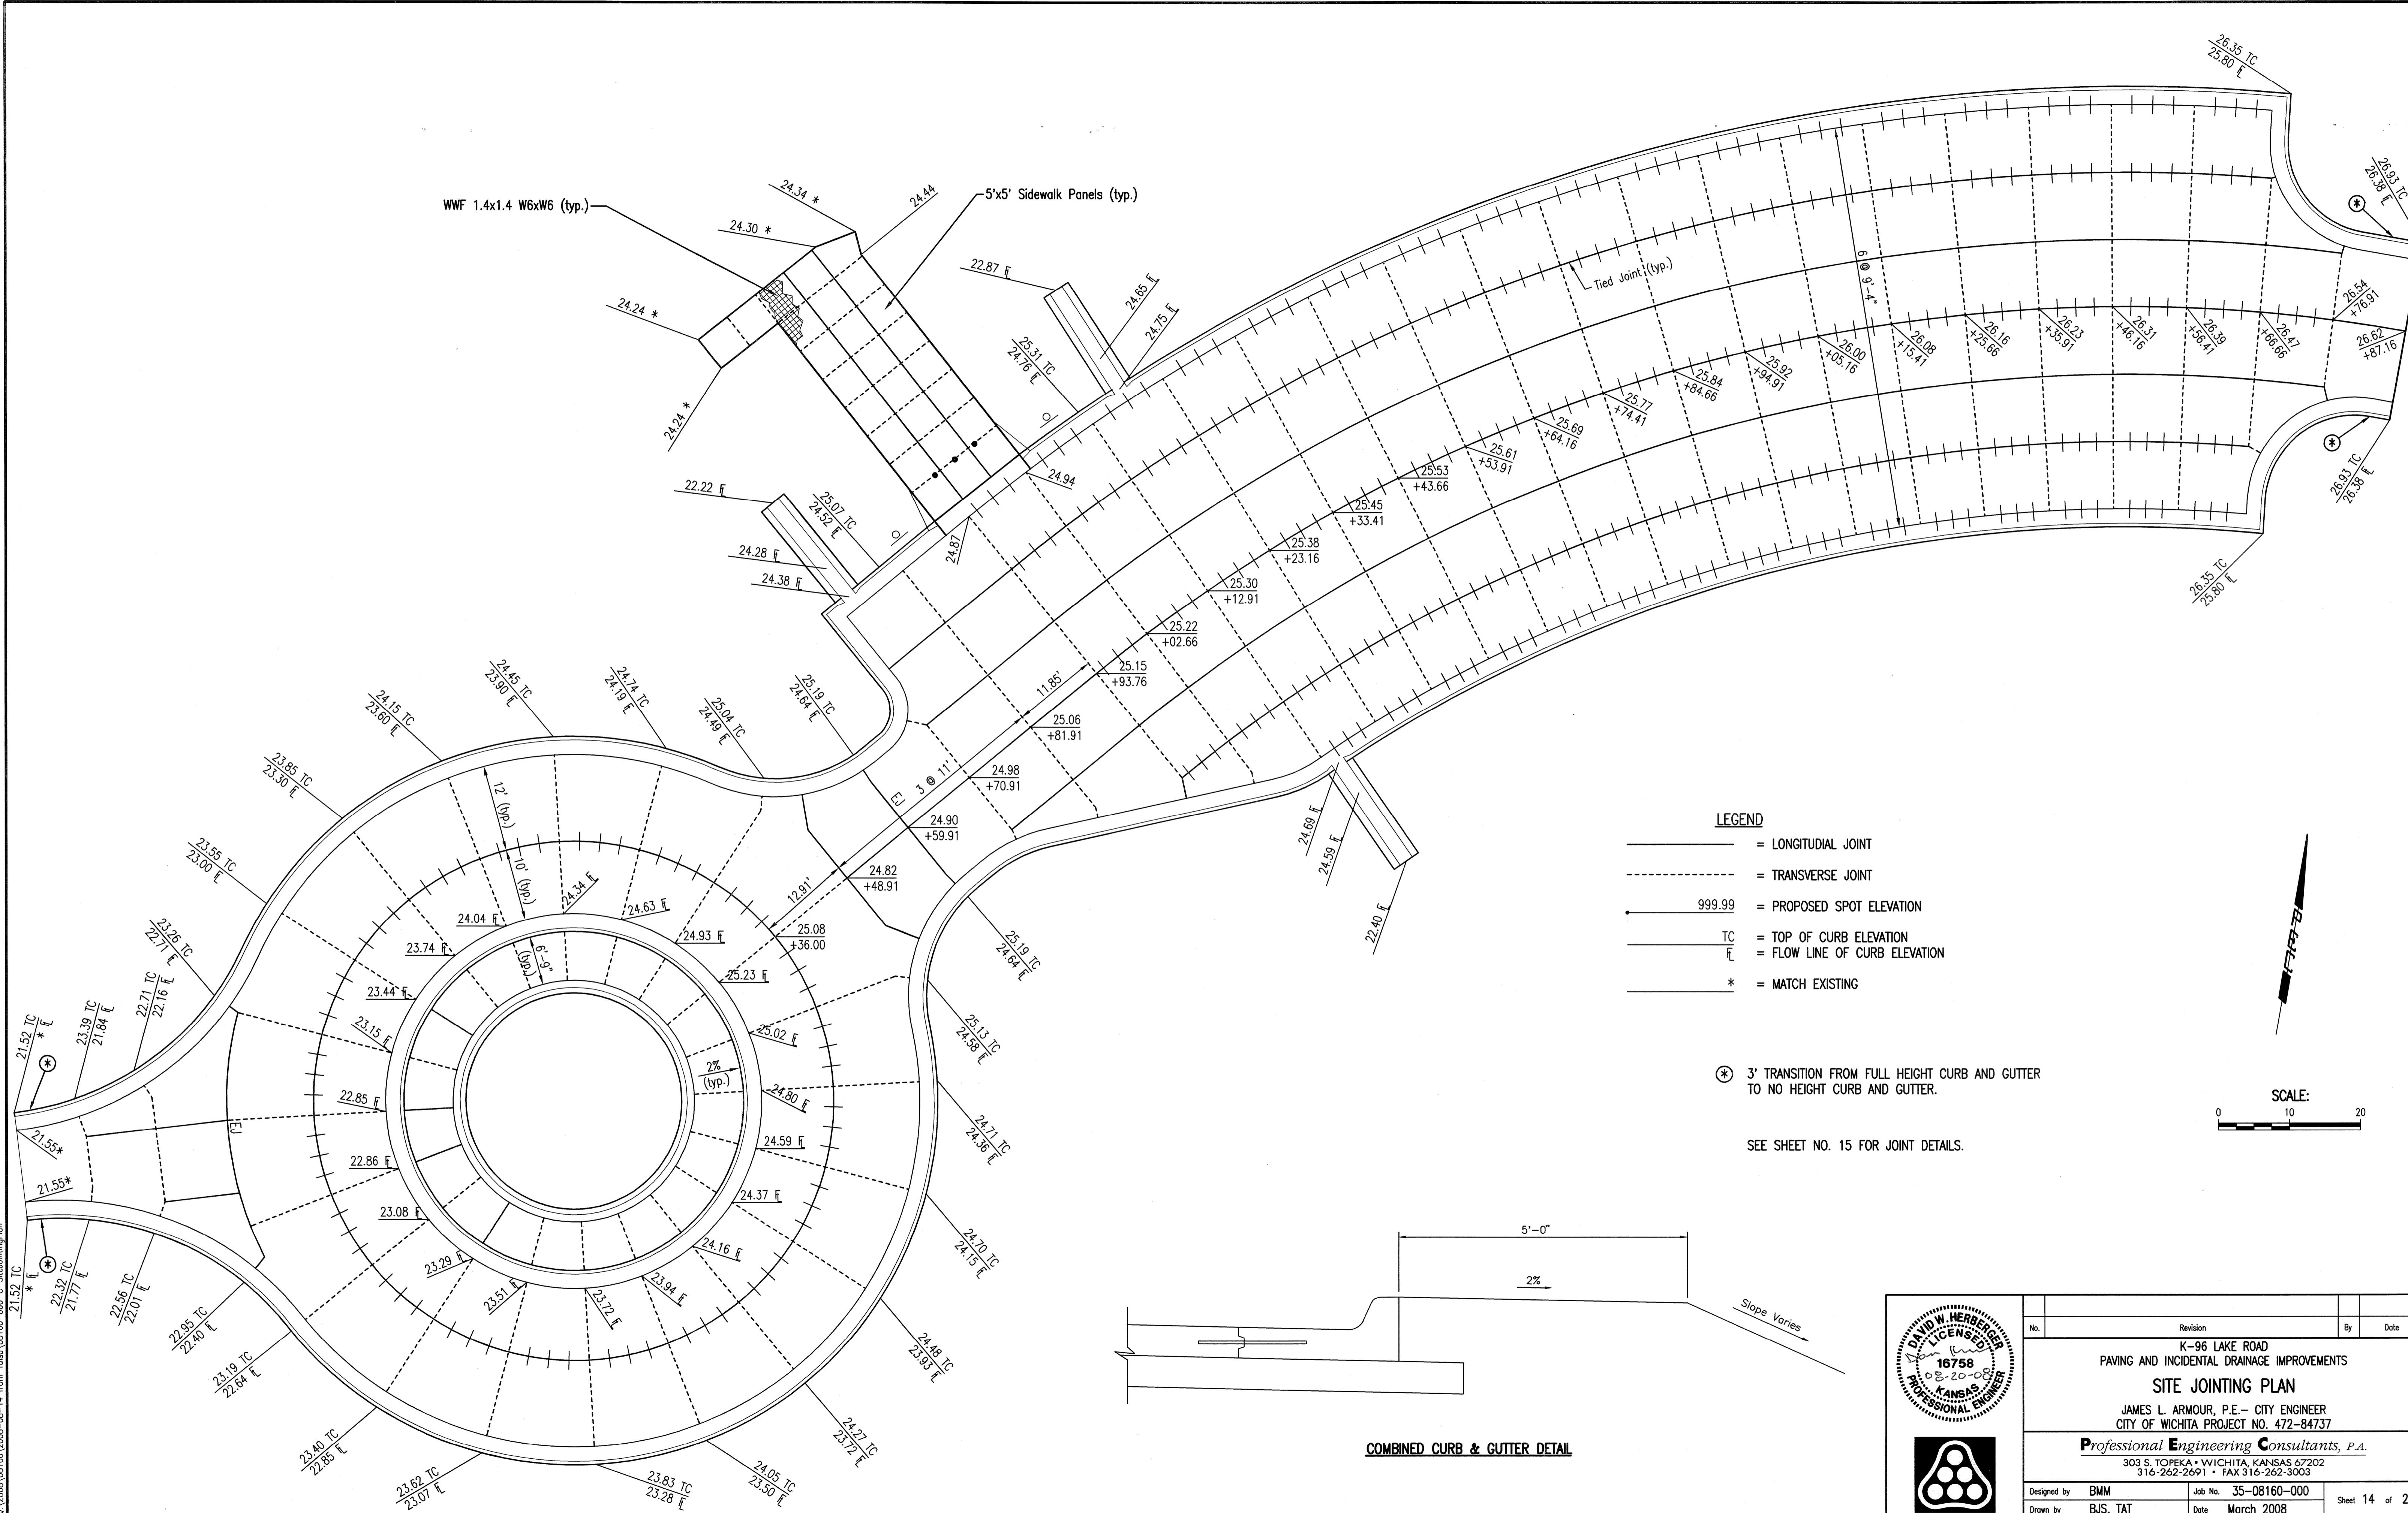 26.35 TC
25.80 FL
26.93 TC
26.38 FL
WWF 1.4x1.4 W6xW6 (typ.)
24.34 *
24.44
5'x5' Sidewalk Panels (typ.)
24.30 *
24.24 *
24.24 *
22.87 FL
24.65 FL
24.75 FL
25.31 TC
24.76 FL
Tied Joint (typ.)
6 @ 9'-4"
26.54
+76.91
26.62
+87.16
26.47
+66.66
26.39
+56.41
26.31
+46.16
26.23
+35.91
26.16
+25.66
26.08
+15.41
26.00
+05.16
25.92
+94.91
25.84
+84.66
25.77
+74.41
25.69
+64.16
25.61
+53.91
25.53
+43.66
25.45
+33.41
25.38
+23.16
25.30
+12.91
25.22
+02.66
25.15
+93.76
25.06
+81.91
24.98
+70.91
24.90
+59.91
24.82
+48.91
25.08
+36.00
26.93 TC
26.38 FL
26.35 TC
25.80 FL
24.94
24.87
22.22 FL
25.07 TC
24.52 FL
24.28 FL
24.38 FL
11.85'
3 @ 11'
EJ
12.91'
24.69 FL
24.59 FL
22.40 FL
25.19 TC
24.64 FL
25.04 TC
24.49 FL
24.74 TC
24.19 FL
24.45 TC
23.90 FL
24.15 TC
23.60 FL
23.85 TC
23.30 FL
23.55 TC
23.00 FL
23.26 TC
22.71 FL
22.71 TC
22.16 FL
23.39 TC
21.84 FL
21.52 TC
* FL
12' (typ.)
10' (typ.)
6'-9"
(typ.)
2%
(typ.)
24.34 FL
24.63 FL
24.93 FL
25.23 FL
25.02 FL
24.80 FL
24.59 FL
24.37 FL
24.16 FL
23.94 FL
23.72 FL
23.51 FL
23.29 FL
23.08 FL
22.86 FL
22.85 FL
23.15 FL
23.44 FL
23.74 FL
24.04 FL
EJ
21.55*
21.55*
21.52 TC
* FL
22.32 TC
21.77 FL
22.56 TC
22.01 FL
22.95 TC
22.40 FL
23.19 TC
22.64 FL
23.40 TC
22.85 FL
23.62 TC
23.07 FL
23.83 TC
23.28 FL
24.05 TC
23.50 FL
24.27 TC
23.72 FL
24.48 TC
23.93 FL
24.70 TC
24.15 FL
24.71 TC
24.36 FL
25.13 TC
24.58 FL
25.19 TC
24.64 FL
LEGEND
= LONGITUDIAL JOINT
= TRANSVERSE JOINT
999.99 = PROPOSED SPOT ELEVATION
TC = TOP OF CURB ELEVATION
FL = FLOW LINE OF CURB ELEVATION
* = MATCH EXISTING
* 3' TRANSITION FROM FULL HEIGHT CURB AND GUTTER
TO NO HEIGHT CURB AND GUTTER.
SEE SHEET NO. 15 FOR JOINT DETAILS.
SCALE:
0 10 20
5'-0"
2%
Slope Varies
COMBINED CURB & GUTTER DETAIL
DAVID W. HERBERGER
LICENSED
16758
08-20-08
KANSAS
PROFESSIONAL ENGINEER
No. Revision By Date
K-96 LAKE ROAD
PAVING AND INCIDENTAL DRAINAGE IMPROVEMENTS
SITE JOINTING PLAN
JAMES L. ARMOUR, P.E.- CITY ENGINEER
CITY OF WICHITA PROJECT NO. 472-84737
Professional Engineering Consultants, P.A.
303 S. TOPEKA • WICHITA, KANSAS 67202
316-262-2691 • FAX 316-262-3003
Designed by BMM Job No. 35-08160-000
Sheet 14 of 2
Drawn by BJS, TAT Date March 2008